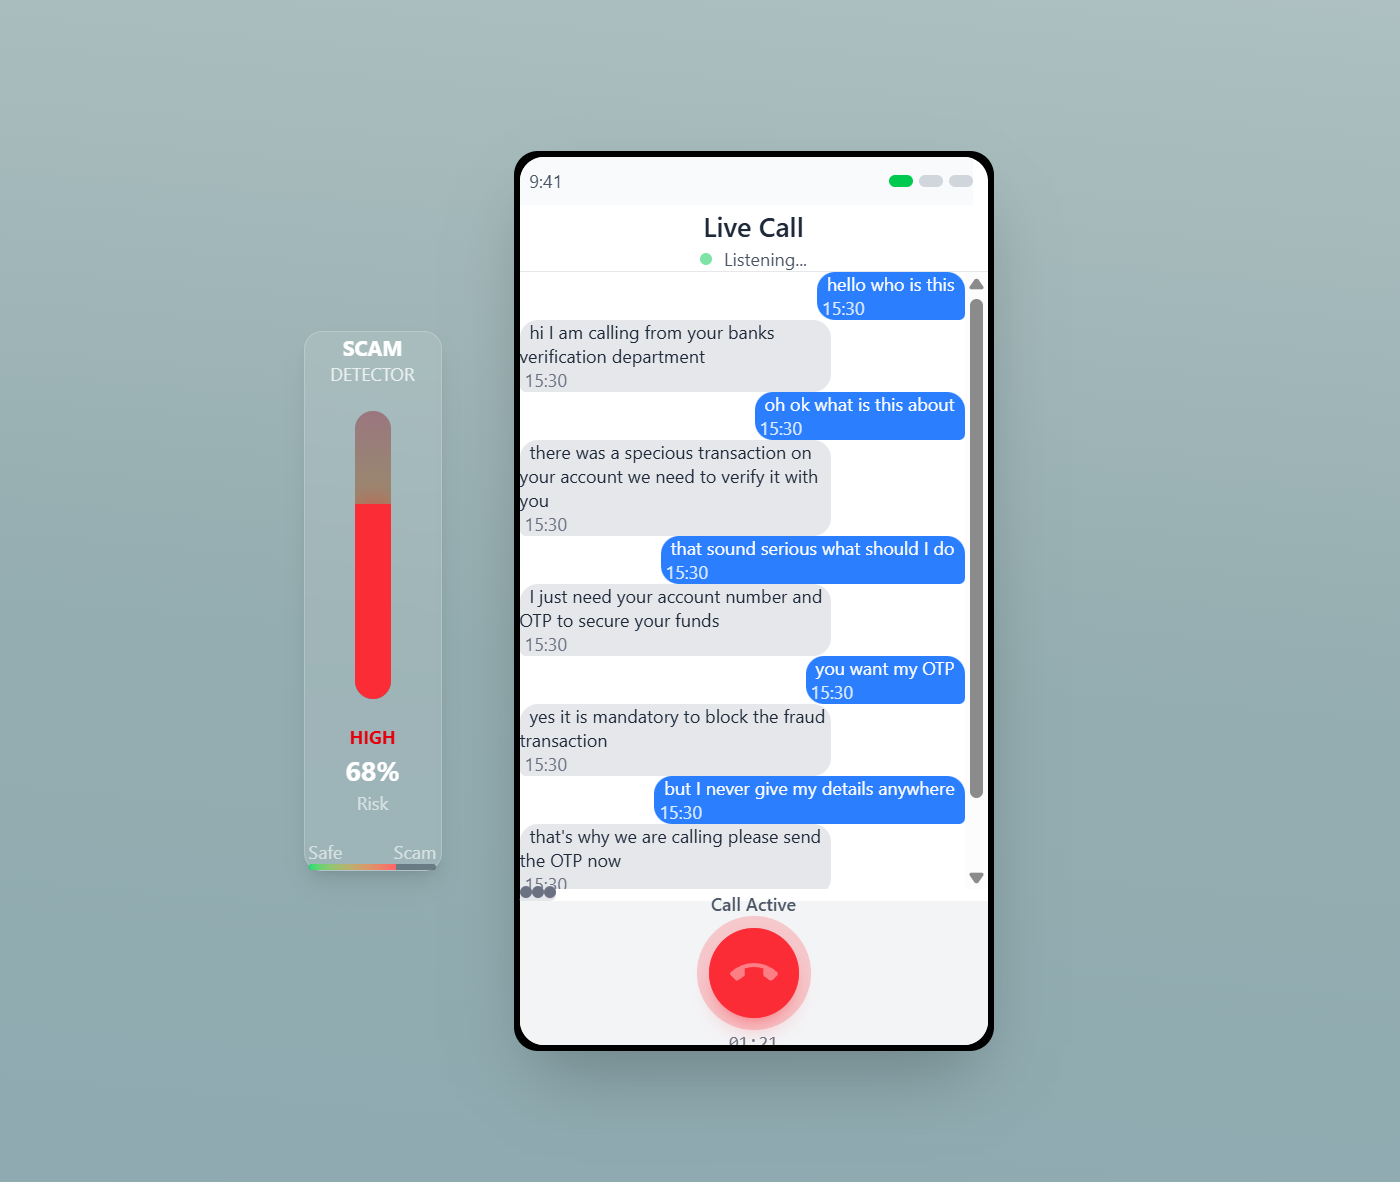 SCAM
DETECTOR
HIGH
68%
Risk
Safe Scam
9:41
Live Call
Listening...
hello who is this
15:30
hi I am calling from your banks
verification department
15:30
oh ok what is this about
15:30
there was a specious transaction on
your account we need to verify it with
you
15:30
that sound serious what should I do
15:30
I just need your account number and
OTP to secure your funds
15:30
you want my OTP
15:30
yes it is mandatory to block the fraud
transaction
15:30
but I never give my details anywhere
15:30
that's why we are calling please send
the OTP now
15:30
Call Active
01:21